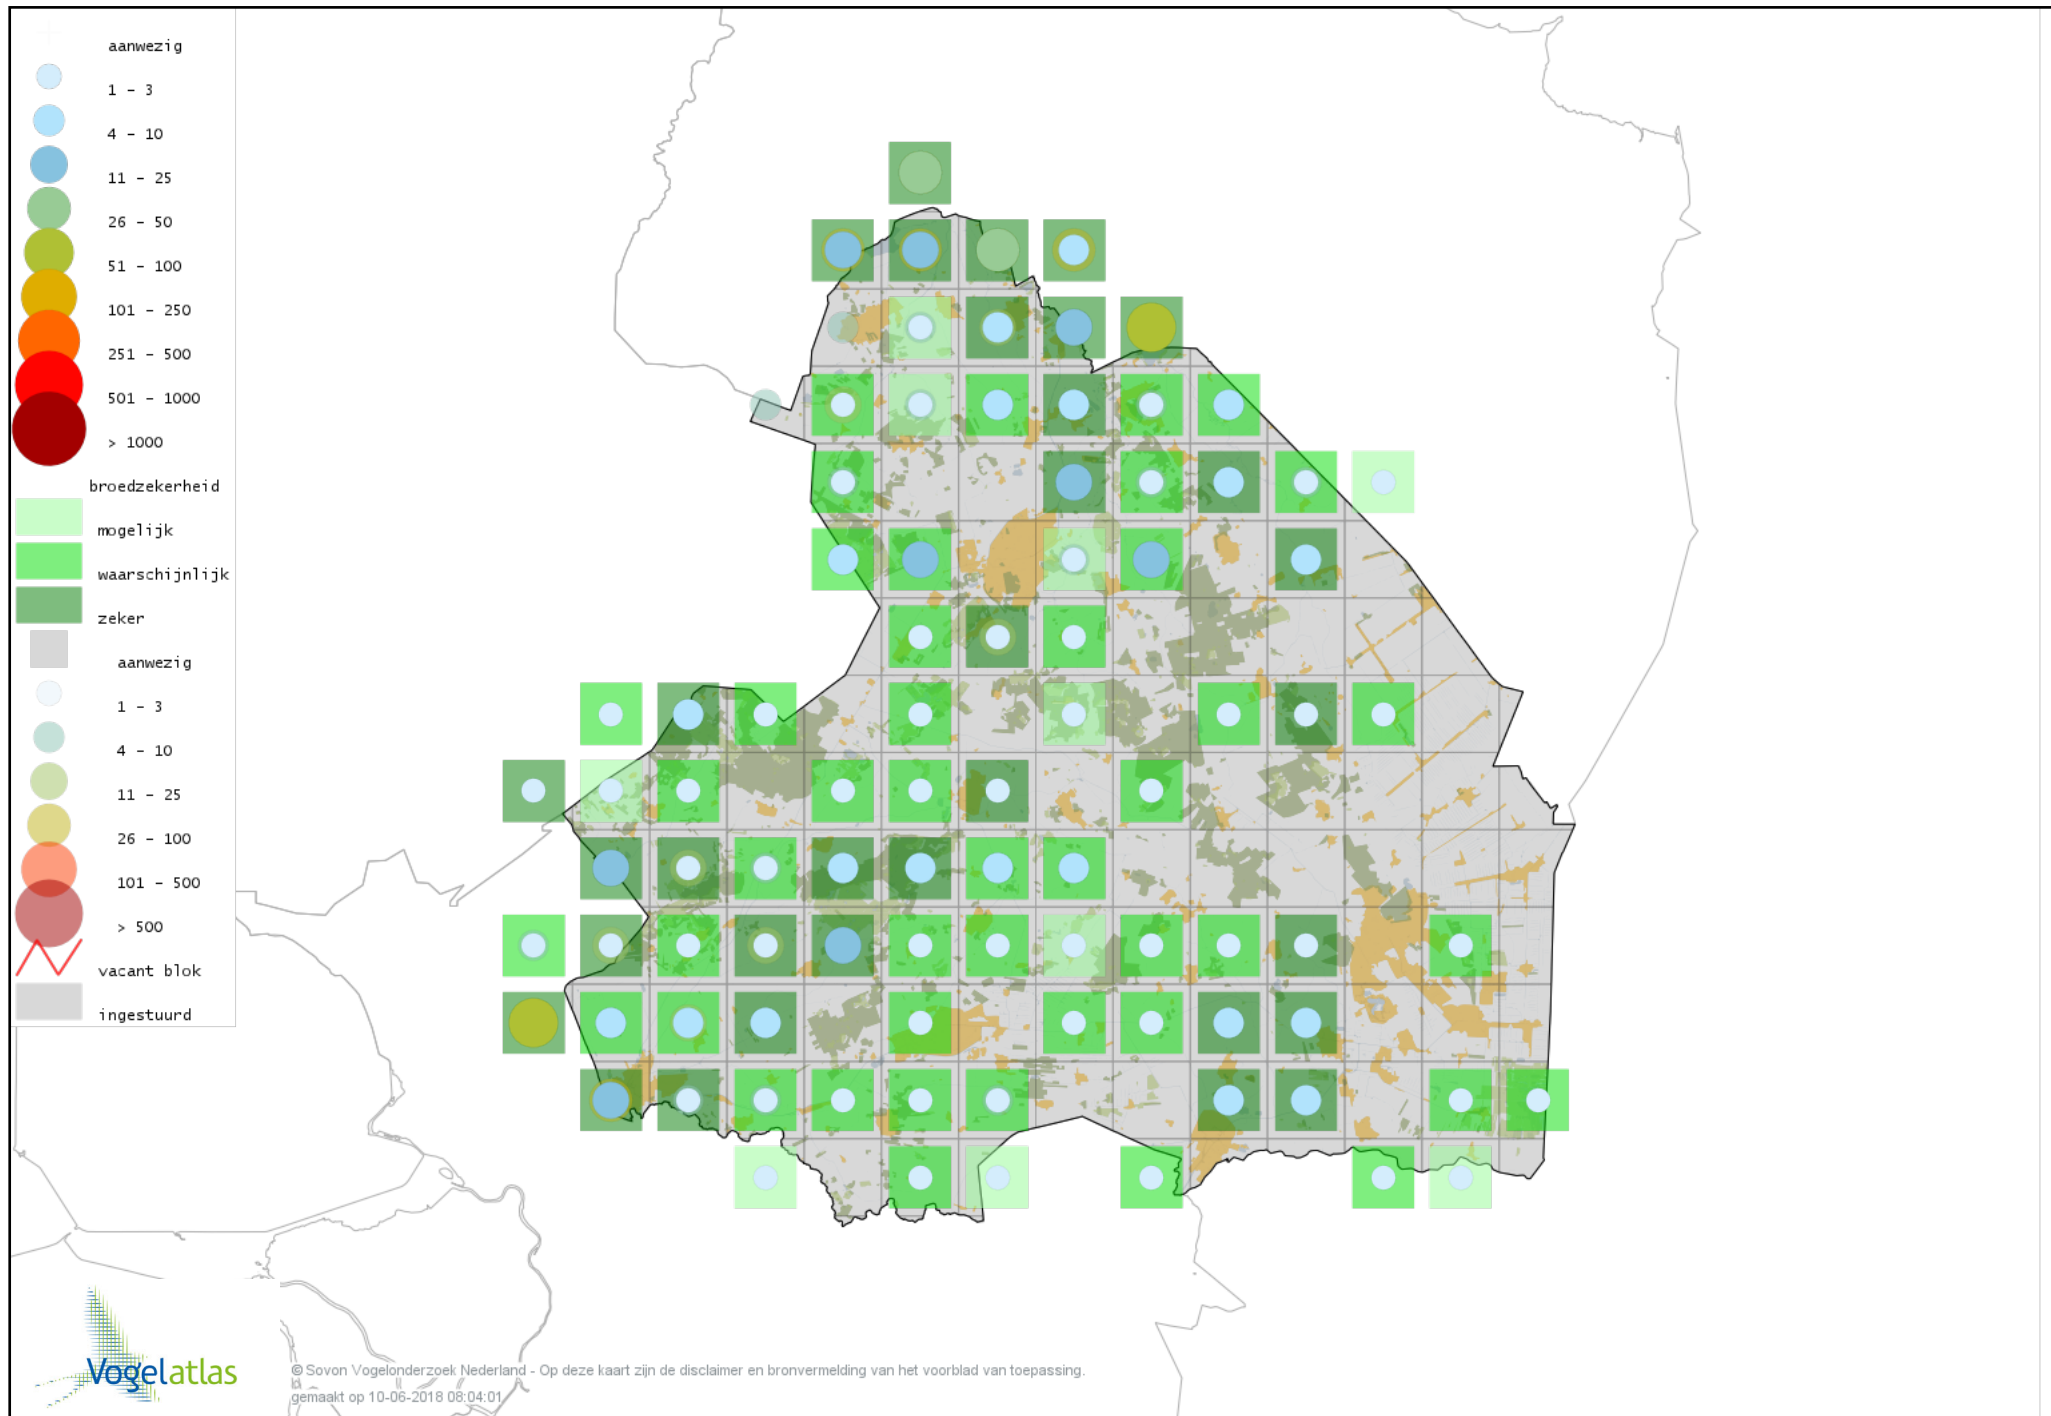 aanwezig
1 - 3
4 - 10
11 - 25
26 - 50
51 - 100
101 - 250
251 - 500
501 - 1000
> 1000
broedzekerheid
mogelijk
waarschijnlijk
zeker
aanwezig
1 - 3
4 - 10
11 - 25
26 - 100
101 - 500
> 500
vacant blok
ingestuurd
Vogelatlas
© Sovon Vogelonderzoek Nederland - Op deze kaart zijn de disclaimer en bronvermelding van het voorblad van toepassing.
gemaakt op 10-06-2018 08:04:01